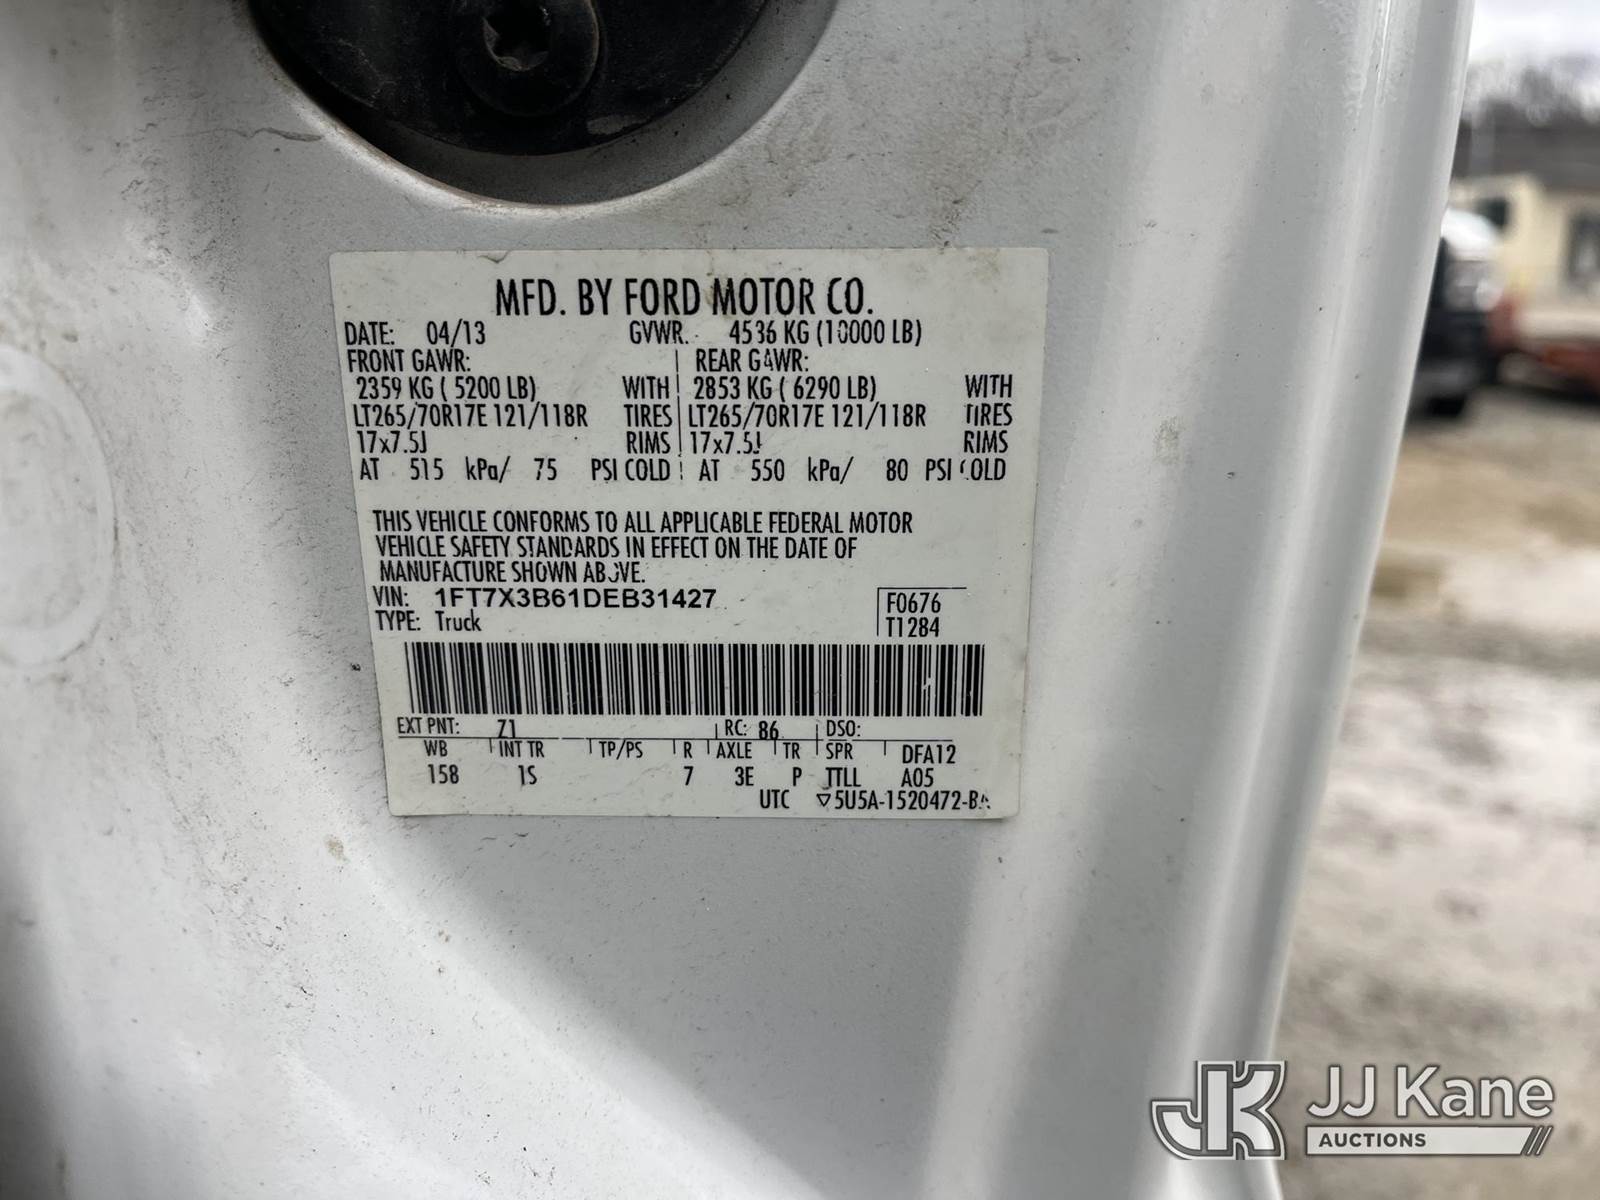 MFD. BY FORD MOTOR CO.
DATE: 04/13 GVWR: 4536 KG (10000 LB)
FRONT GAWR: REAR GAWR:
2359 KG ( 5200 LB) WITH 2853 KG ( 6290 LB) WITH
LT265/70R17E 121/118R TIRES LT265/70R17E 121/118R TIRES
17x7.5J RIMS 17x7.5J RIMS
AT 515 kPa/ 75 PSI COLD AT 550 kPa/ 80 PSI COLD
THIS VEHICLE CONFORMS TO ALL APPLICABLE FEDERAL MOTOR
VEHICLE SAFETY STANDARDS IN EFFECT ON THE DATE OF
MANUFACTURE SHOWN ABOVE.
VIN: 1FT7X3B61DEB31427 F0676
TYPE: Truck T1284
EXT PNT: Z1 RC: 86 DSO:
WB INT TR TP/PS R AXLE TR SPR DFA12
158 1S 7 3E P TTLL A05
UTC ▽5U5A-1520472-BA
JK JJ Kane
AUCTIONS